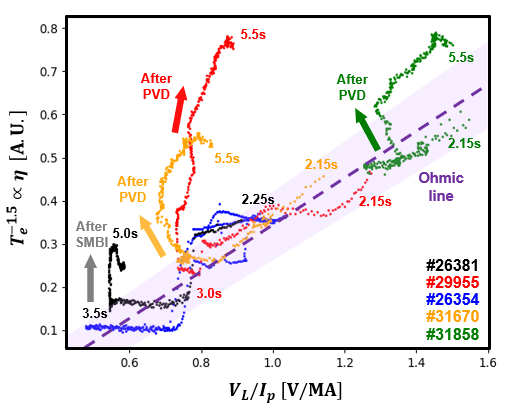 0.8
0.7
0.6
0.5
0.4
0.3
0.2
0.1
T_e^{-1.5} ∝ η [A. U.]
5.5s
After
PVD
5.5s
After
PVD
5.5s
After
PVD
2.15s
2.15s
Ohmic
line
2.15s
2.25s
After
SMBI
5.0s
3.5s
3.0s
#26381
#29955
#26354
#31670
#31858
0.6 0.8 1.0 1.2 1.4 1.6
V_L/I_p [V/MA]